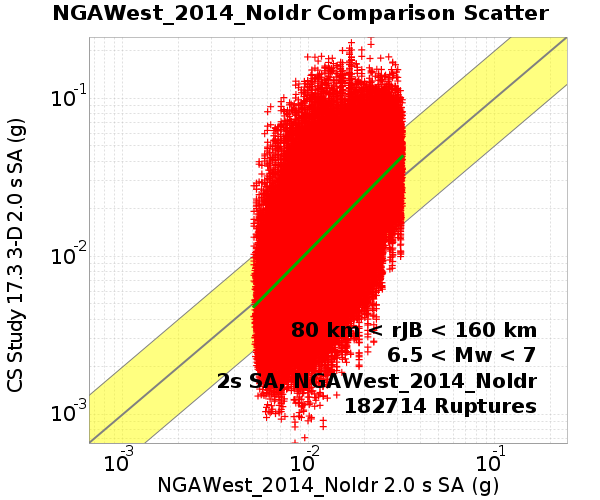 NGAWest_2014_NoIdr Comparison Scatter
CS Study 17.3 3-D 2.0 s SA (g)
10-1
10-2
10-3
80 km < rJB < 160 km
6.5 < Mw < 7
2s SA, NGAWest_2014_NoIdr
182714 Ruptures
10-3 10-2 10-1
NGAWest_2014_NoIdr 2.0 s SA (g)